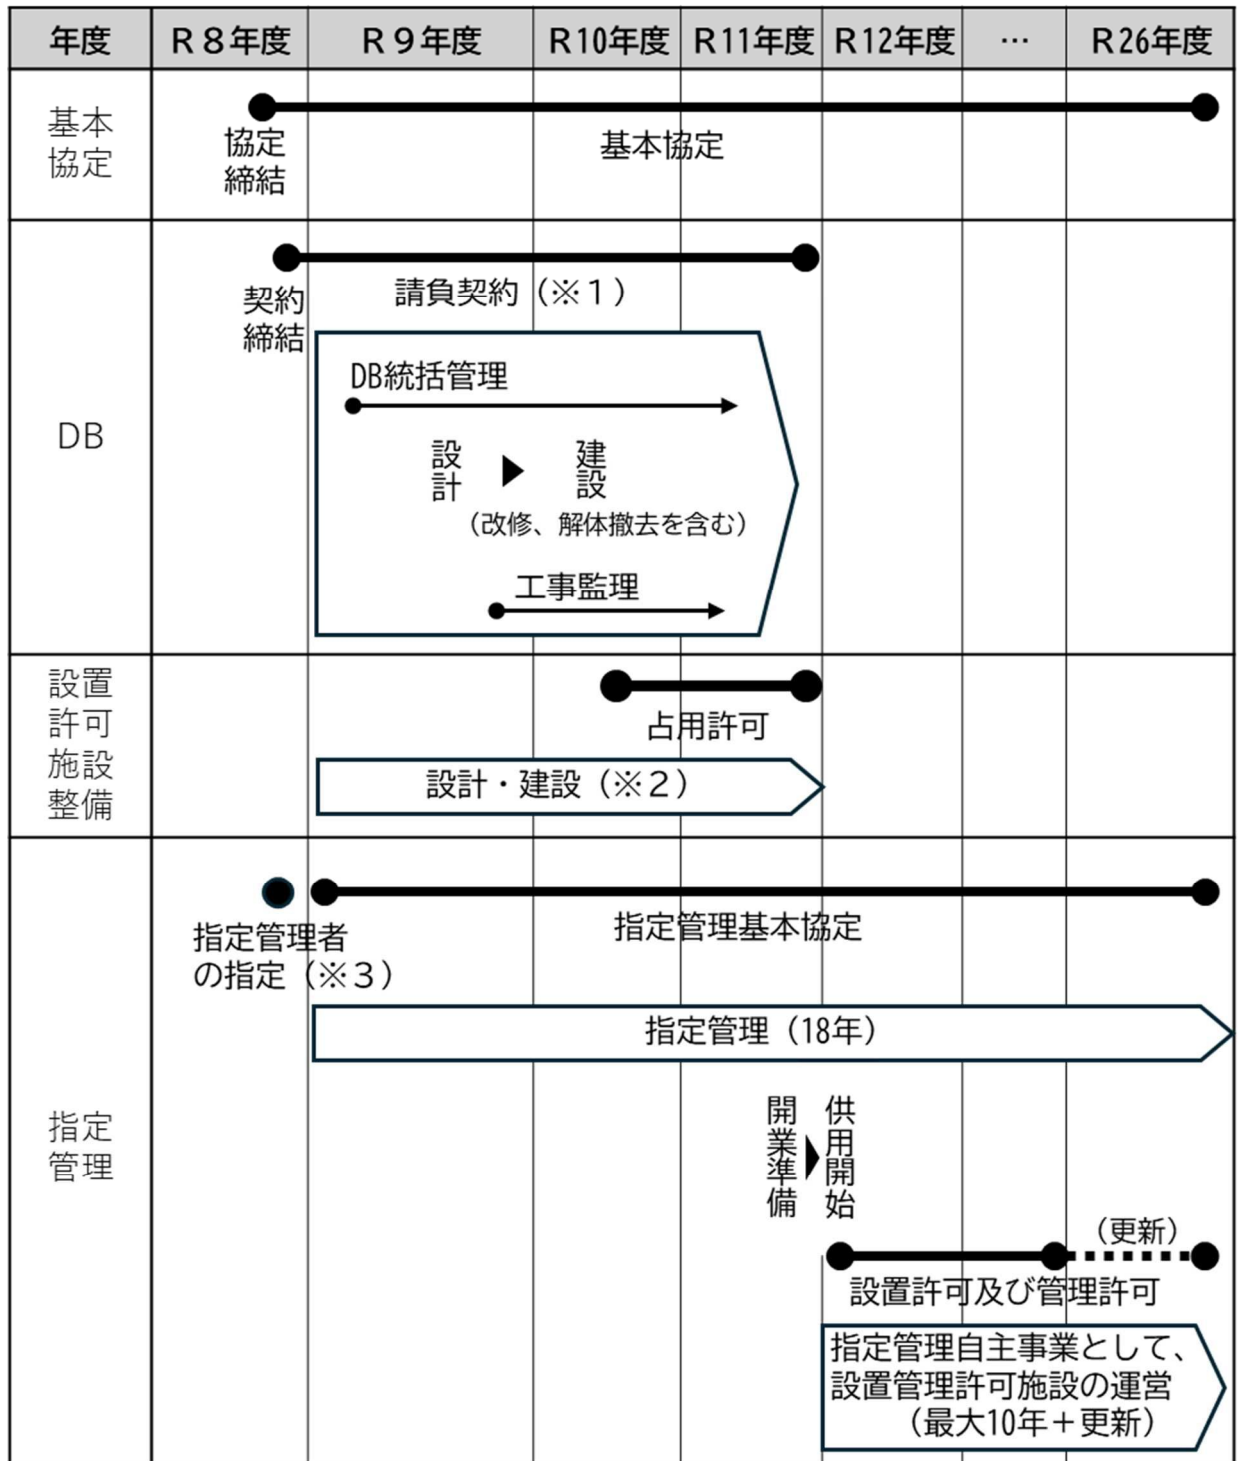 年度 R8年度 R9年度 R10年度 R11年度 R12年度 … R26年度
基本
協定
協定
締結
基本協定
DB
契約
締結
請負契約（※１）
DB統括管理
設計
建設
（改修、解体撤去を含む）
工事監理
設置
許可
施設
整備
占用許可
設計・建設（※２）
指定
管理
指定管理者
の指定（※３）
指定管理基本協定
指定管理（18年）
開業準備
供用開始
（更新）
設置許可及び管理許可
指定管理自主事業として、
設置管理許可施設の運営
（最大10年＋更新）